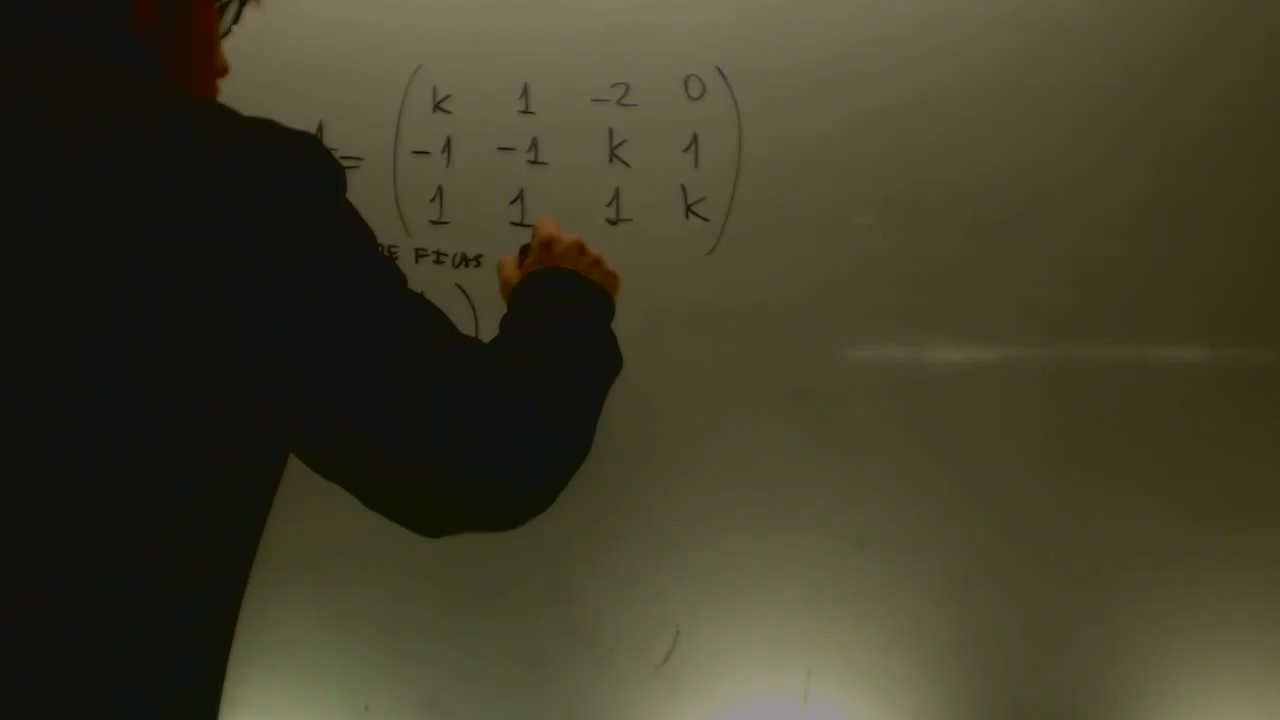 A = ( k 1 -2 0
-1 -1 k 1
1 1 1 k )
DE FILAS
)